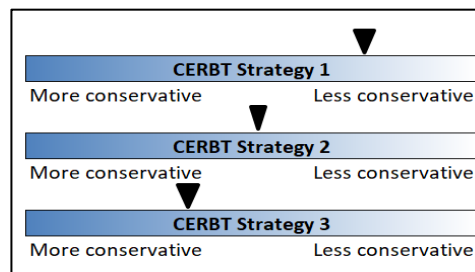 CERBT Strategy 1
More conservative Less conservative
CERBT Strategy 2
More conservative Less conservative
CERBT Strategy 3
More conservative Less conservative